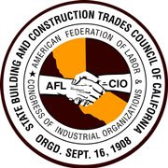 STATE BUILDING AND CONSTRUCTION TRADES COUNCIL OF CALIFORNIA
AMERICAN FEDERATION OF LABOR &
AFL CIO
CONGRESS OF INDUSTRIAL ORGANIZATIONS
ORGD. SEPT. 16, 1908